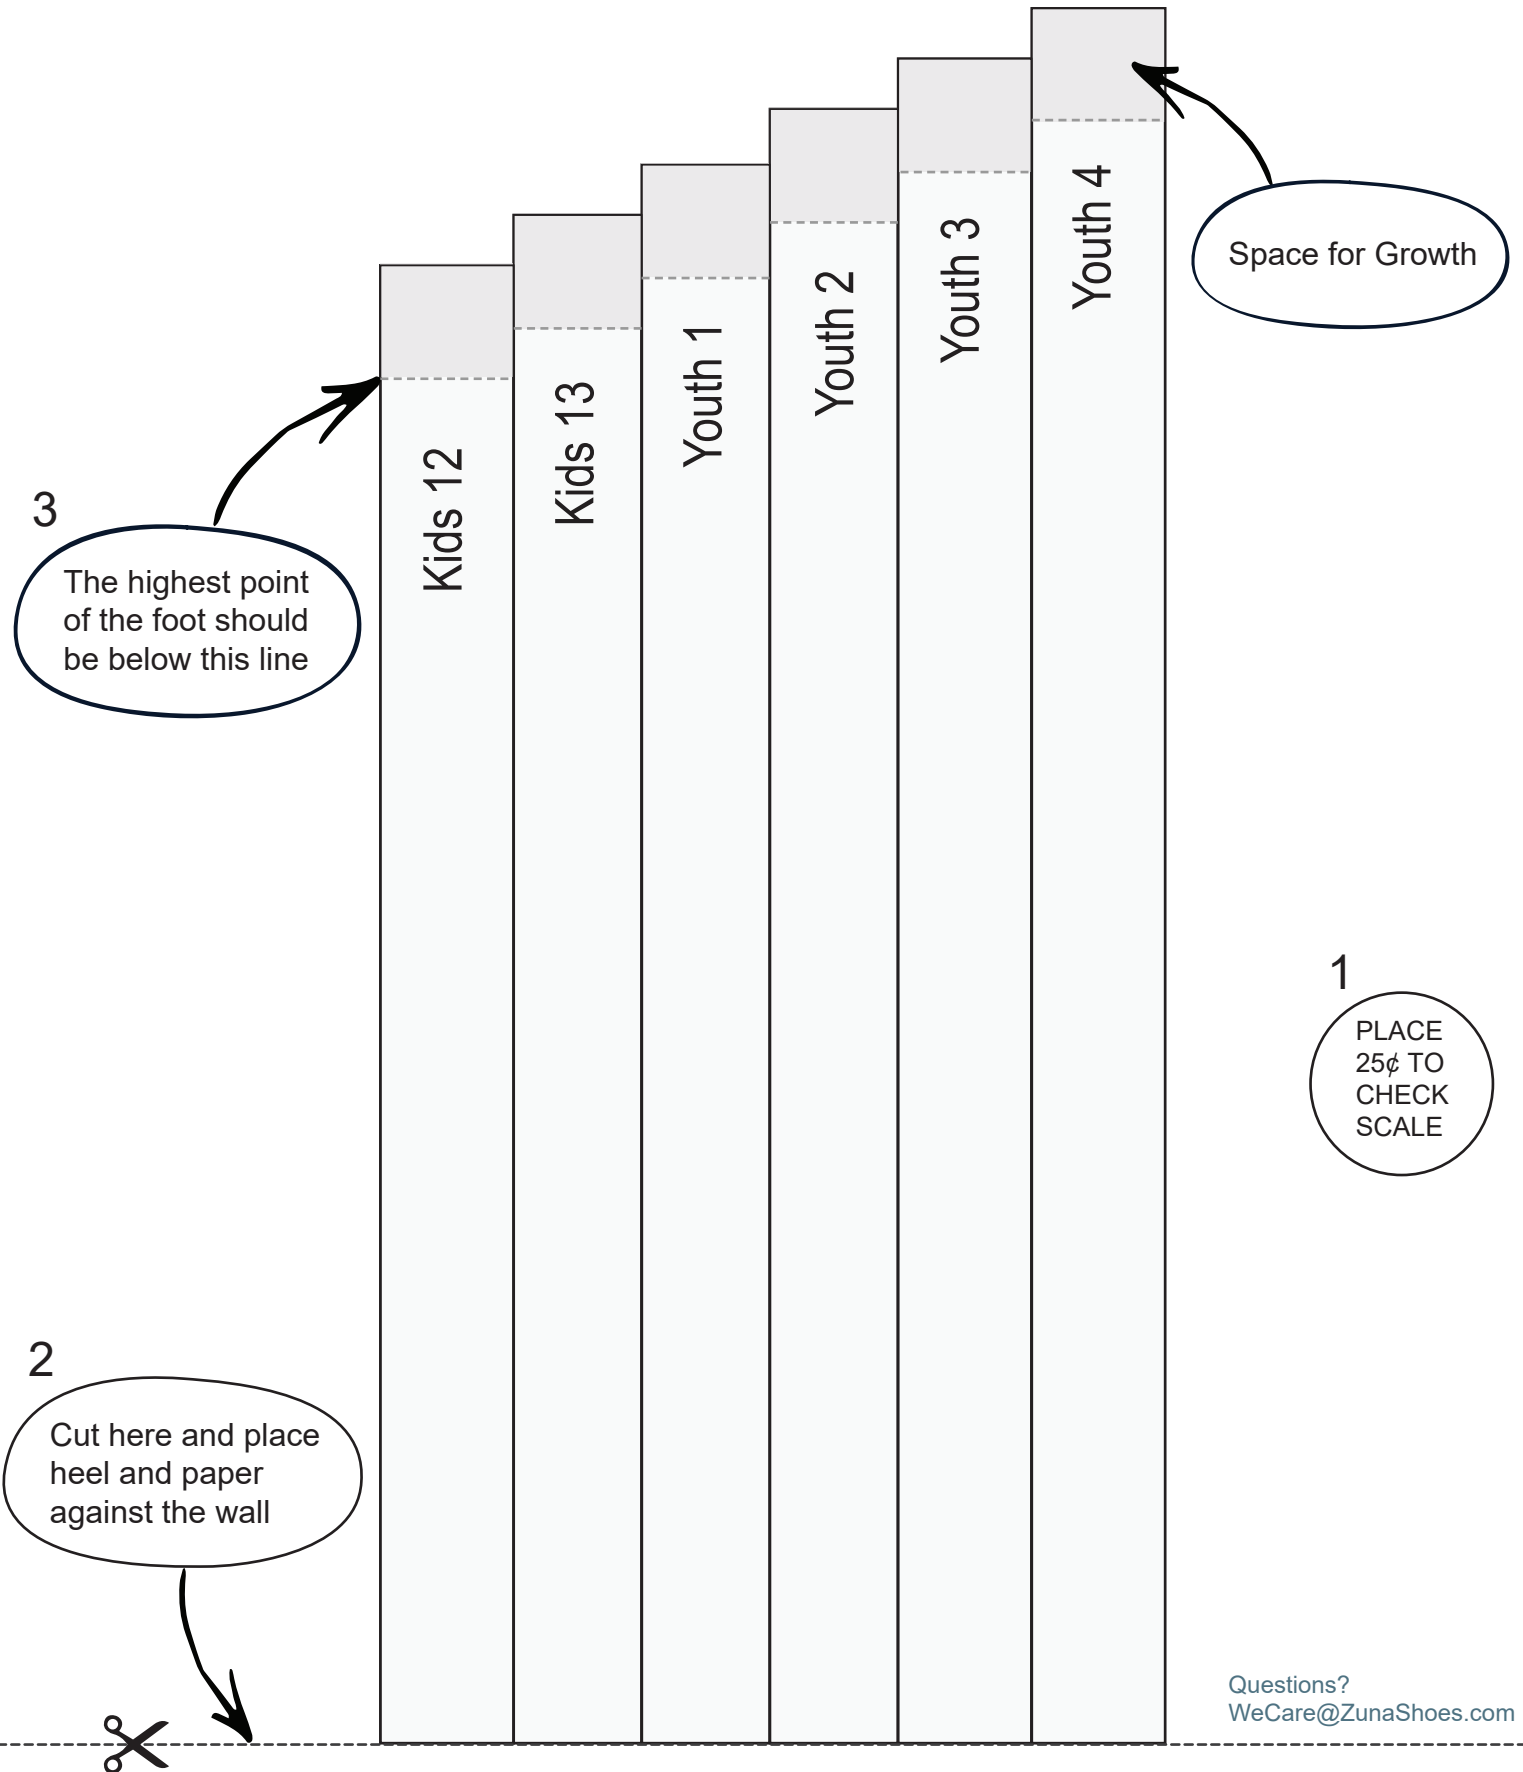 Space for Growth
Youth 4
Youth 3
Youth 2
Youth 1
Kids 13
Kids 12
3
The highest point
of the foot should
be below this line
1
PLACE
25¢ TO
CHECK
SCALE
2
Cut here and place
heel and paper
against the wall
Questions?
WeCare@ZunaShoes.com